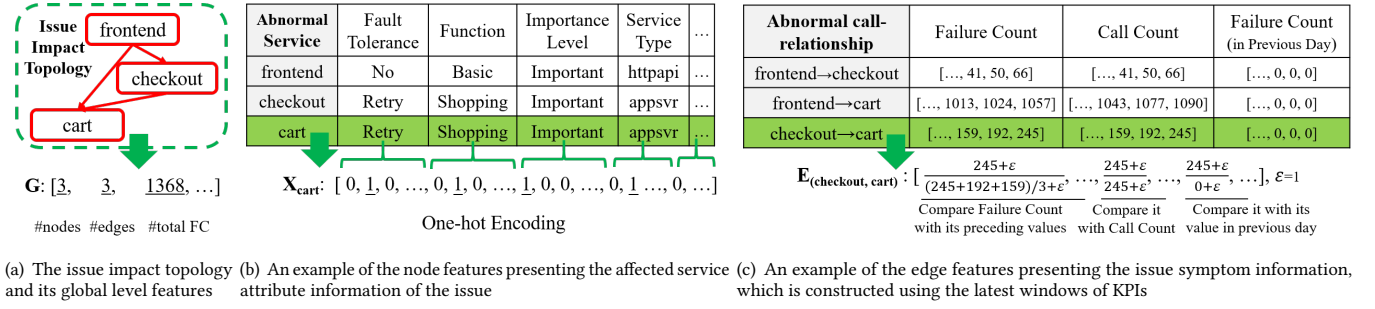 Issue
Impact
Topology
frontend
checkout
cart
G: [3, 3, 1368, …]
#nodes #edges #total FC
(a) The issue impact topology
and its global level features
Abnormal Service | Fault Tolerance | Function | Importance Level | Service Type | …
frontend | No | Basic | Important | httpapi | …
checkout | Retry | Shopping | Important | appsvr | …
cart | Retry | Shopping | Important | appsvr | …
X_cart: [ 0, 1, 0, …, 0, 1, 0, …, 1, 0, 0, …, 0, 1 …, 0, …]
One-hot Encoding
(b) An example of the node features presenting the affected service
attribute information of the issue
Abnormal call-relationship | Failure Count | Call Count | Failure Count (in Previous Day)
frontend→checkout | […, 41, 50, 66] | […, 41, 50, 66] | […, 0, 0, 0]
frontend→cart | […, 1013, 1024, 1057] | […, 1043, 1077, 1090] | […, 0, 0, 0]
checkout→cart | […, 159, 192, 245] | […, 159, 192, 245] | […, 0, 0, 0]
E_(checkout, cart) : [ (245+ε)/((245+192+159)/3+ε), …, (245+ε)/(245+ε), …, (245+ε)/(0+ε), …], ε=1
Compare Failure Count
with its preceding values
Compare it
with Call Count
Compare it with its
value in previous day
(c) An example of the edge features presenting the issue symptom information,
which is constructed using the latest windows of KPIs